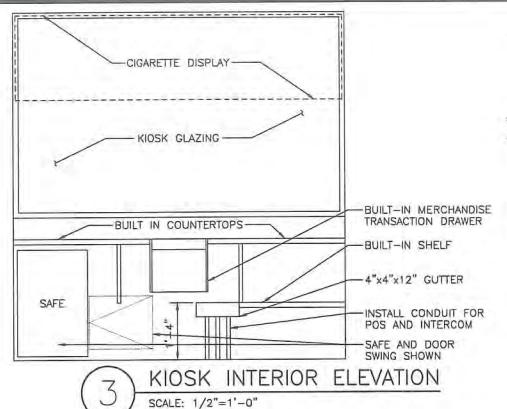 CIGARETTE DISPLAY
KIOSK GLAZING
BUILT IN COUNTERTOPS
BUILT-IN MERCHANDISE
TRANSACTION DRAWER
BUILT-IN SHELF
4"x4"x12" GUTTER
INSTALL CONDUIT FOR
POS AND INTERCOM
SAFE AND DOOR
SWING SHOWN
SAFE
1'-4"
3
KIOSK INTERIOR ELEVATION
SCALE: 1/2"=1'-0"